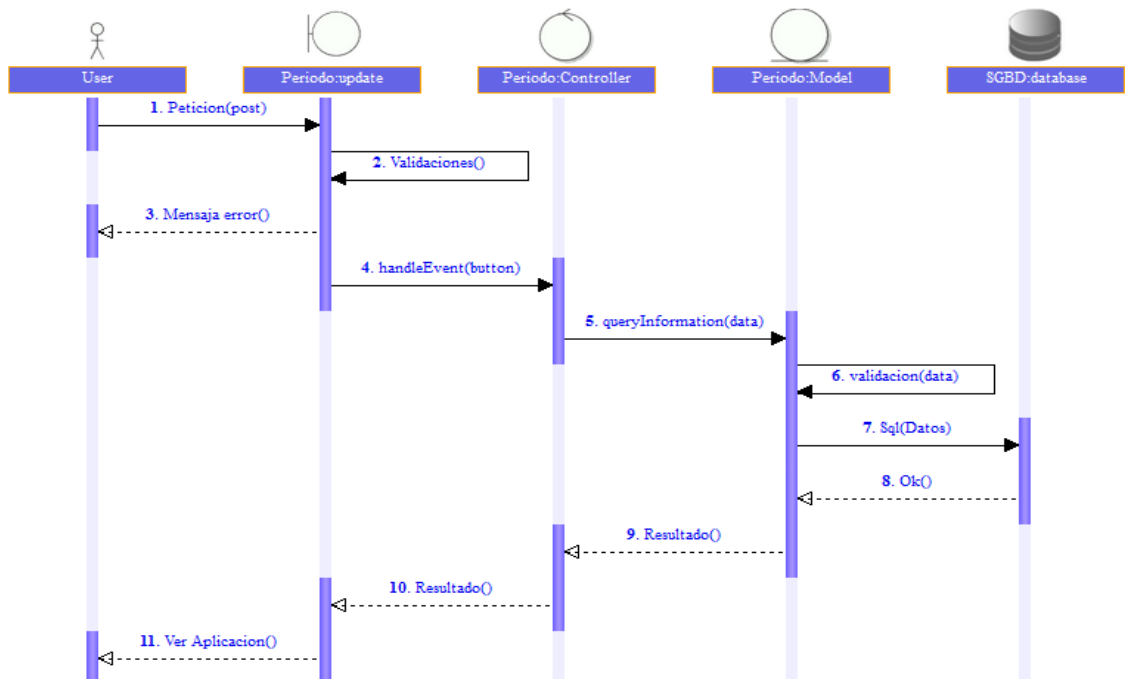 User
Periodo:update
Periodo:Controller
Periodo:Model
SGBD:database
1. Peticion(post)
2. Validaciones()
3. Mensaja error()
4. handleEvent(button)
5. queryInformation(data)
6. validacion(data)
7. Sql(Datos)
8. Ok()
9. Resultado()
10. Resultado()
11. Ver Aplicacion()